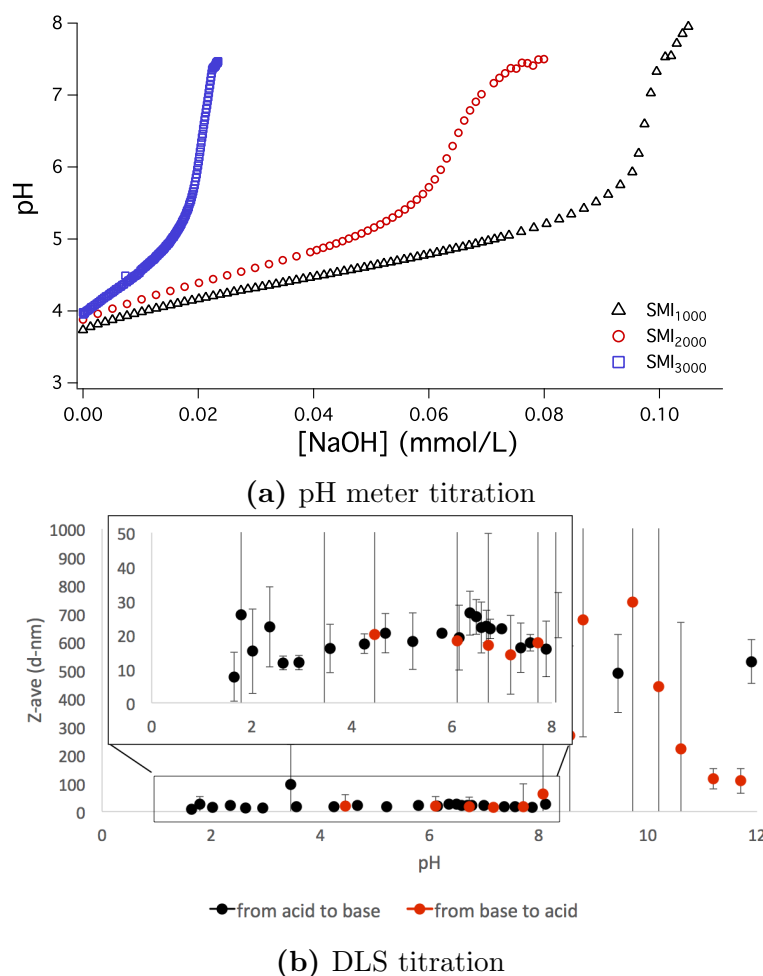 8
7
6
5
4
3
pH
0.00 0.02 0.04 0.06 0.08 0.10
[NaOH] (mmol/L)
SMI1000
SMI2000
SMI3000
(a) pH meter titration
1000
900
800
700
600
500
400
300
200
100
0
Z-ave (d-nm)
50
40
30
20
10
0
0 2 4 6 8
0 2 4 6 8 10 12
pH
from acid to base from base to acid
(b) DLS titration